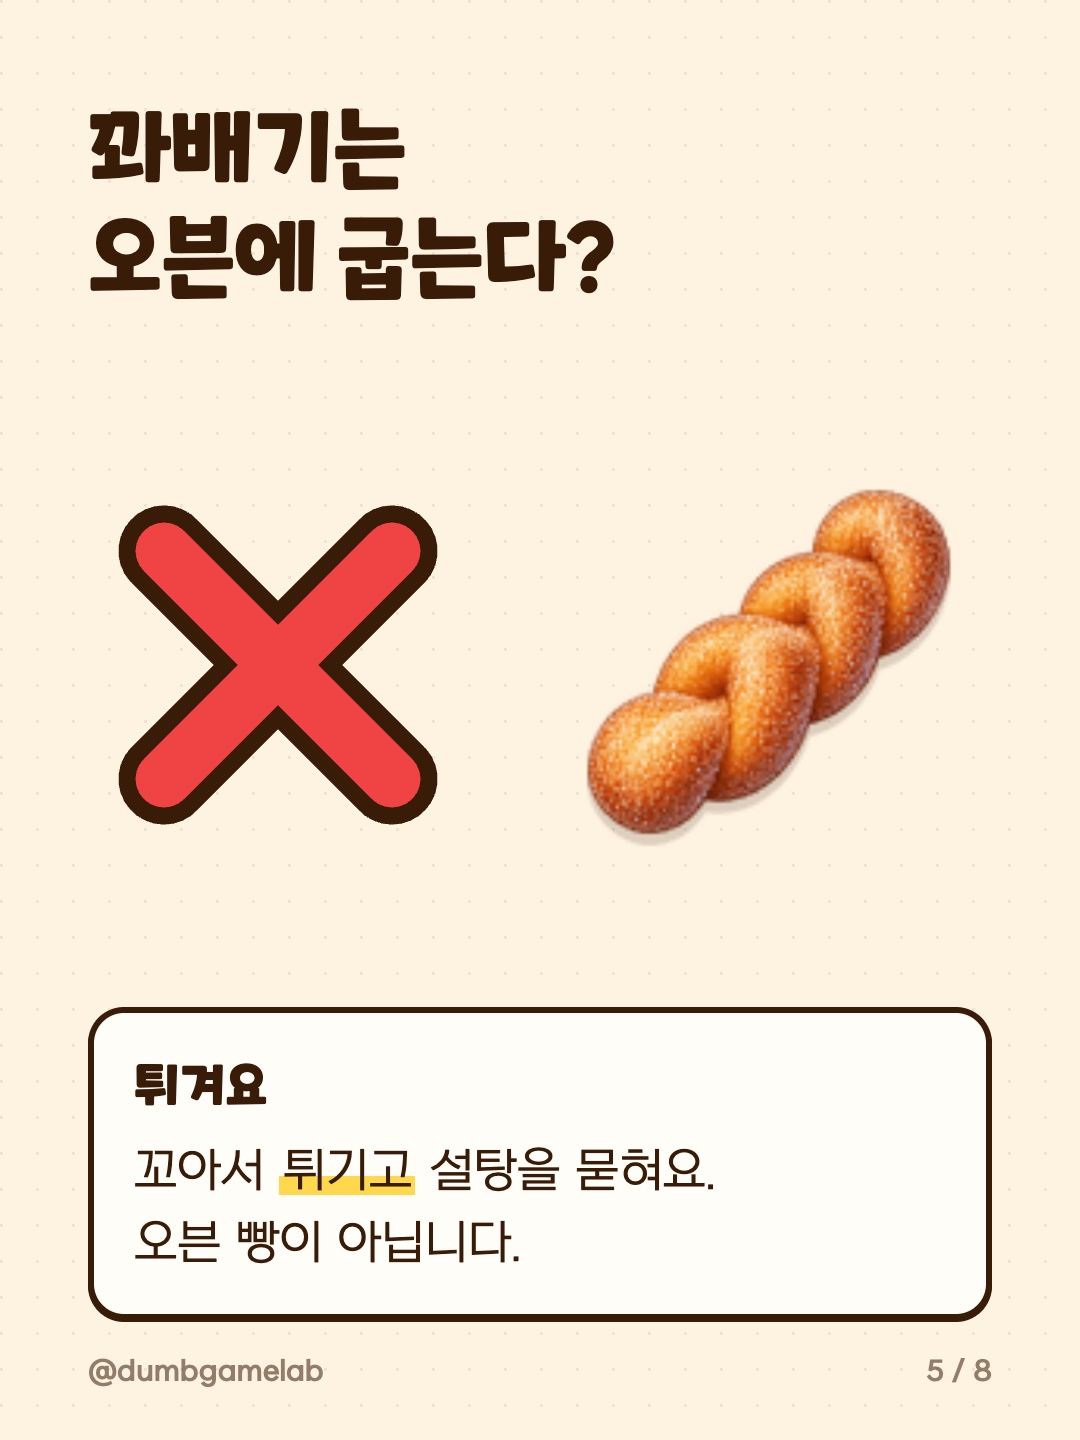 꽈배기는
오븐에 굽는다?
튀겨요
꼬아서 튀기고 설탕을 묻혀요.
오븐 빵이 아닙니다.
@dumbgamelab
5 / 8